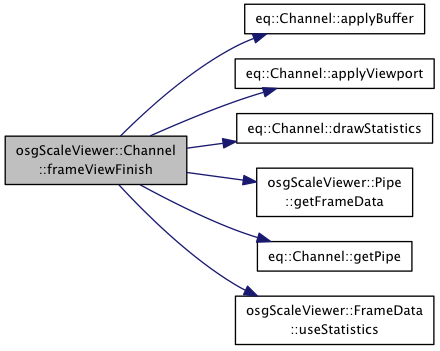 osgScaleViewer::Channel
::frameViewFinish
eq::Channel::applyBuffer
eq::Channel::applyViewport
eq::Channel::drawStatistics
osgScaleViewer::Pipe
::getFrameData
eq::Channel::getPipe
osgScaleViewer::FrameData
::useStatistics